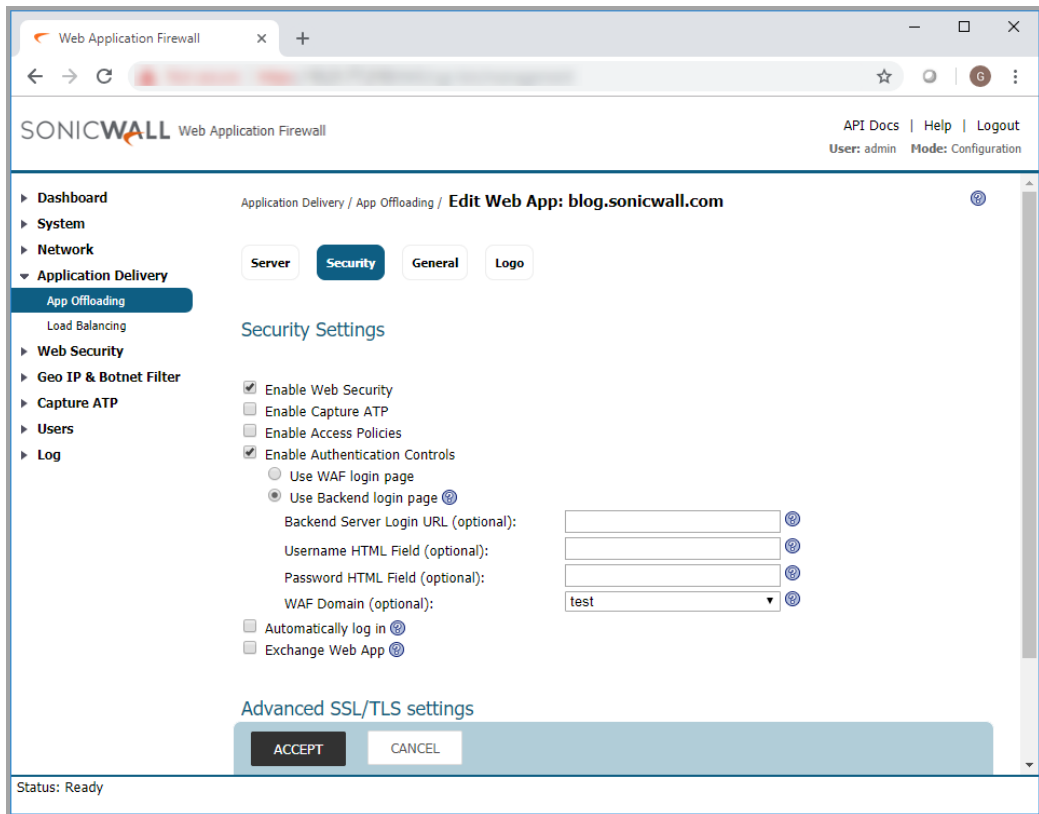 Web Application Firewall
G
SONICWALL Web Application Firewall
API Docs | Help | Logout
User: admin Mode: Configuration
Dashboard
System
Network
Application Delivery
App Offloading
Load Balancing
Web Security
Geo IP & Botnet Filter
Capture ATP
Users
Log
Application Delivery / App Offloading / Edit Web App: blog.sonicwall.com
Server Security General Logo
Security Settings
Enable Web Security
Enable Capture ATP
Enable Access Policies
Enable Authentication Controls
Use WAF login page
Use Backend login page
Backend Server Login URL (optional):
Username HTML Field (optional):
Password HTML Field (optional):
WAF Domain (optional): test
Automatically log in
Exchange Web App
Advanced SSL/TLS settings
ACCEPT CANCEL
Status: Ready